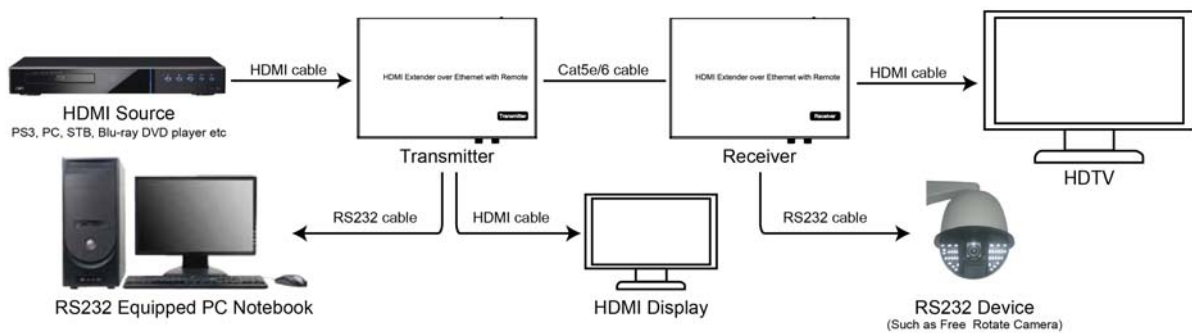 HDMI cable
HDMI Extender over Ethernet with Remote
Transmitter
Cat5e/6 cable
HDMI Extender over Ethernet with Remote
Receiver
HDMI cable
HDMI Source
PS3, PC, STB, Blu-ray DVD player etc
Transmitter
Receiver
HDTV
RS232 cable
HDMI cable
RS232 cable
RS232 Equipped PC Notebook
HDMI Display
RS232 Device
(Such as Free Rotate Camera)